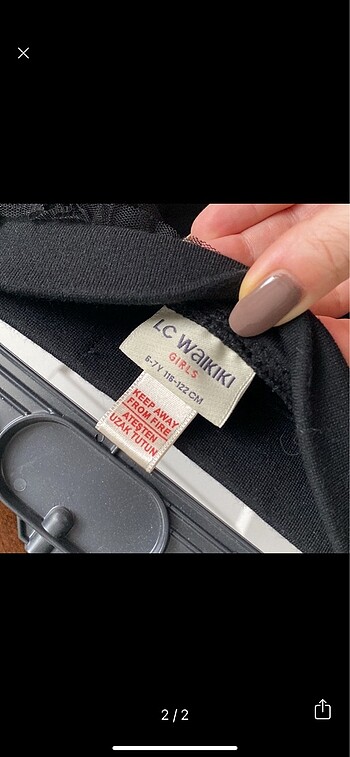 LC WaiKiKi
GIRLS
6-7 Y 116-122 CM
KEEP AWAY
FROM FIRE
ATEŞTEN
UZAK TUTUN
2 / 2